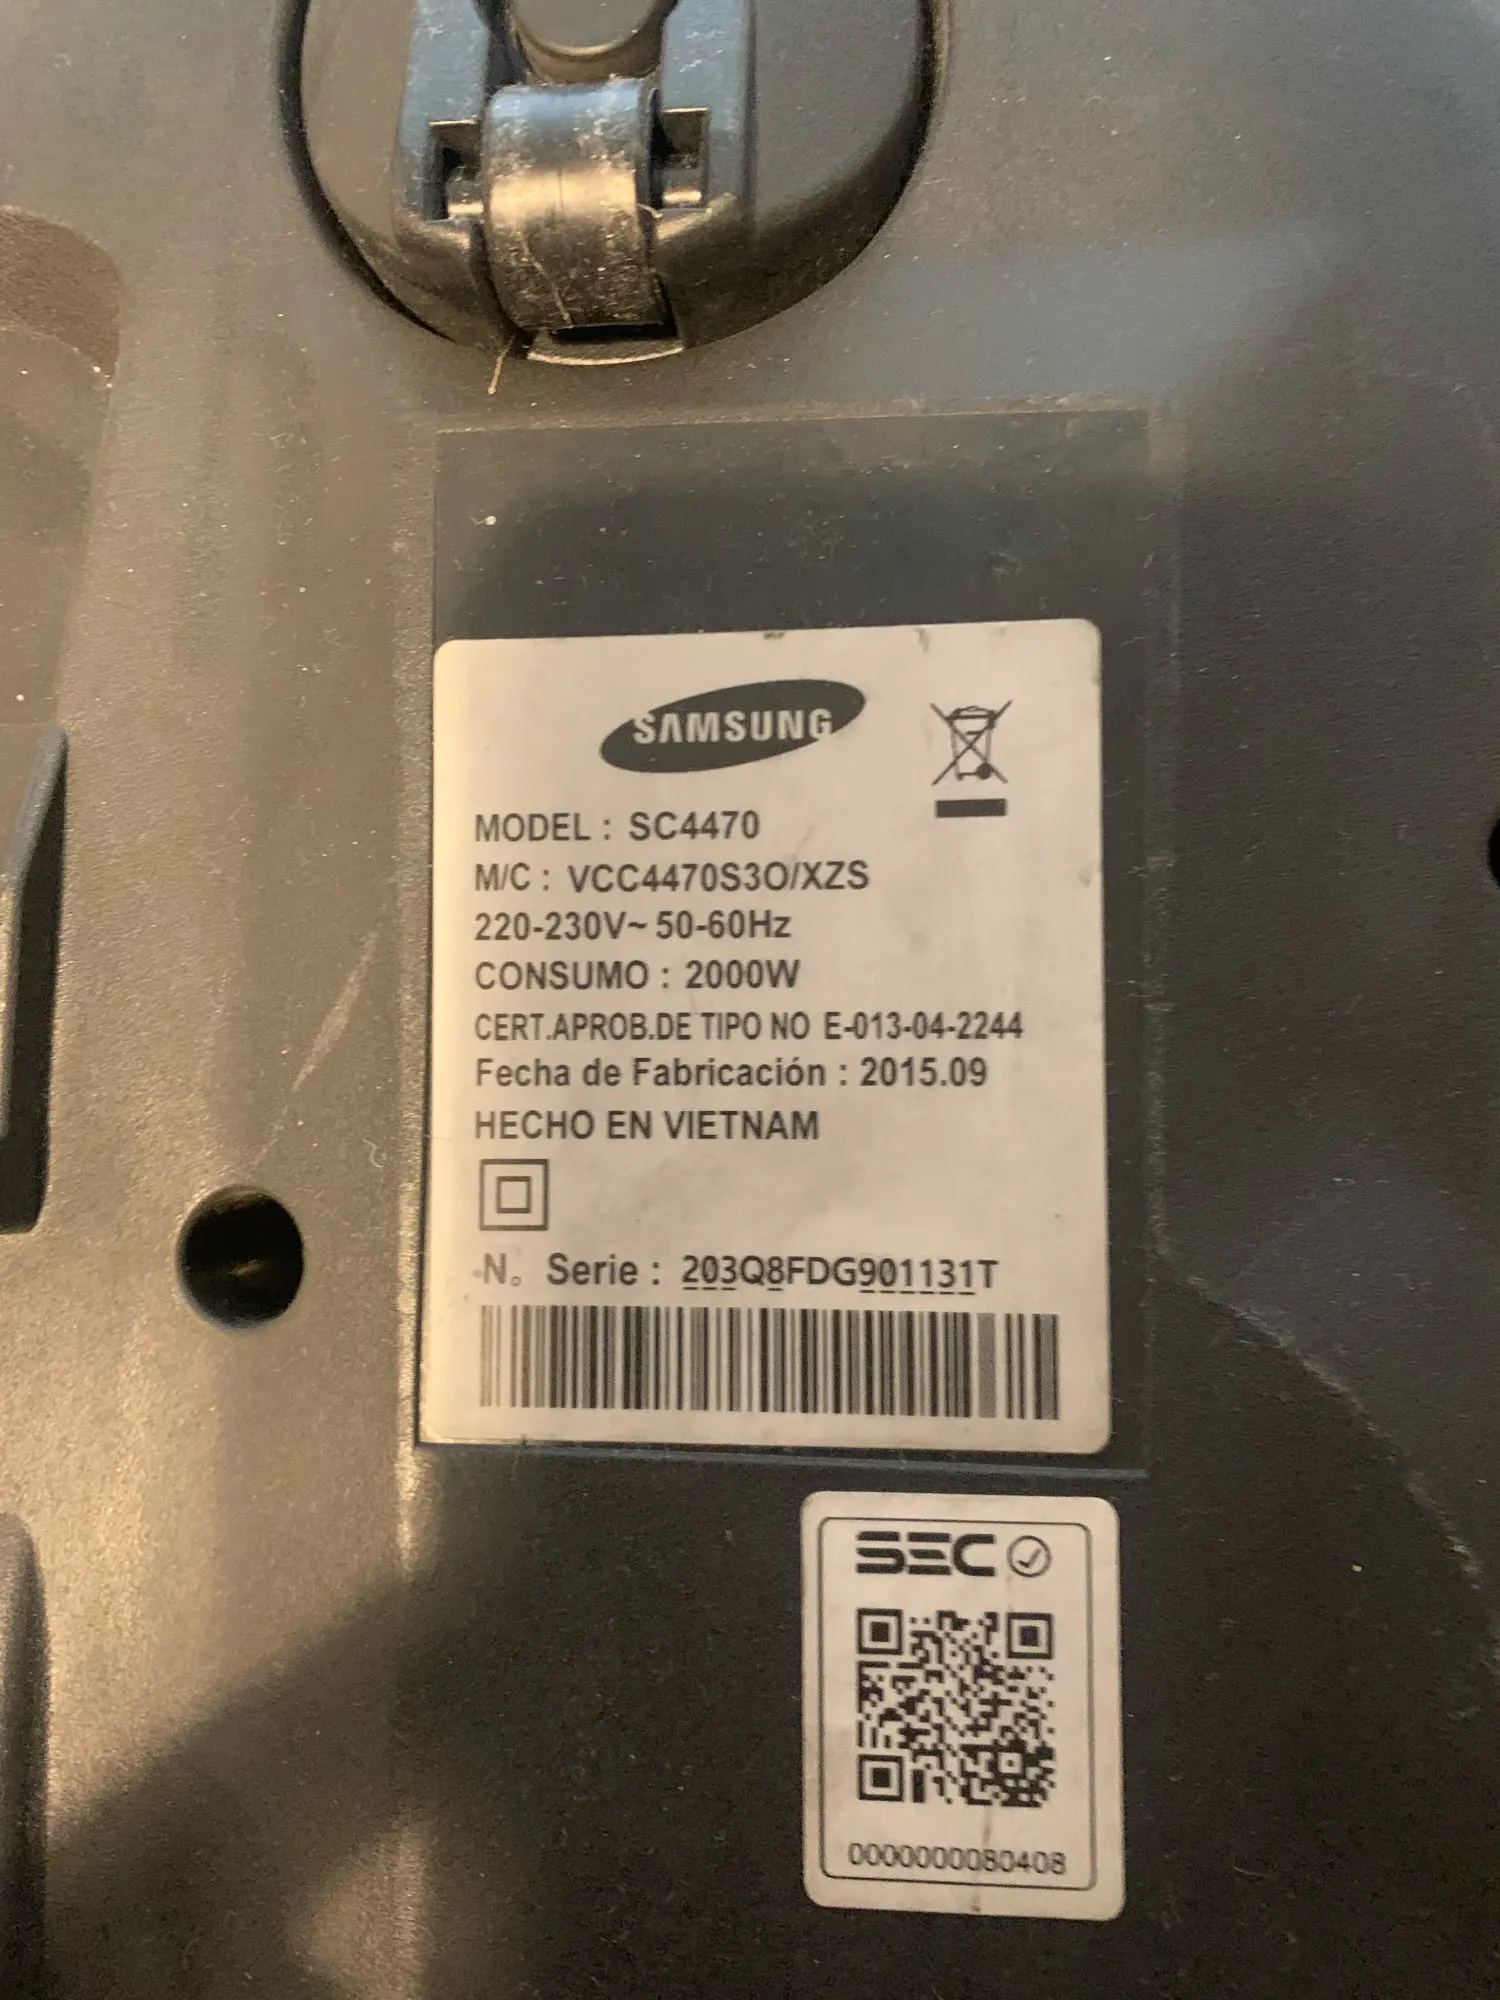 SAMSUNG
MODEL : SC4470
M/C : VCC4470S3O/XZS
220-230V~ 50-60Hz
CONSUMO : 2000W
CERT.APROB.DE TIPO NO E-013-04-2244
Fecha de Fabricación : 2015.09
HECHO EN VIETNAM
N。 Serie : 203Q8FDG901131T
SEC
0000000080408